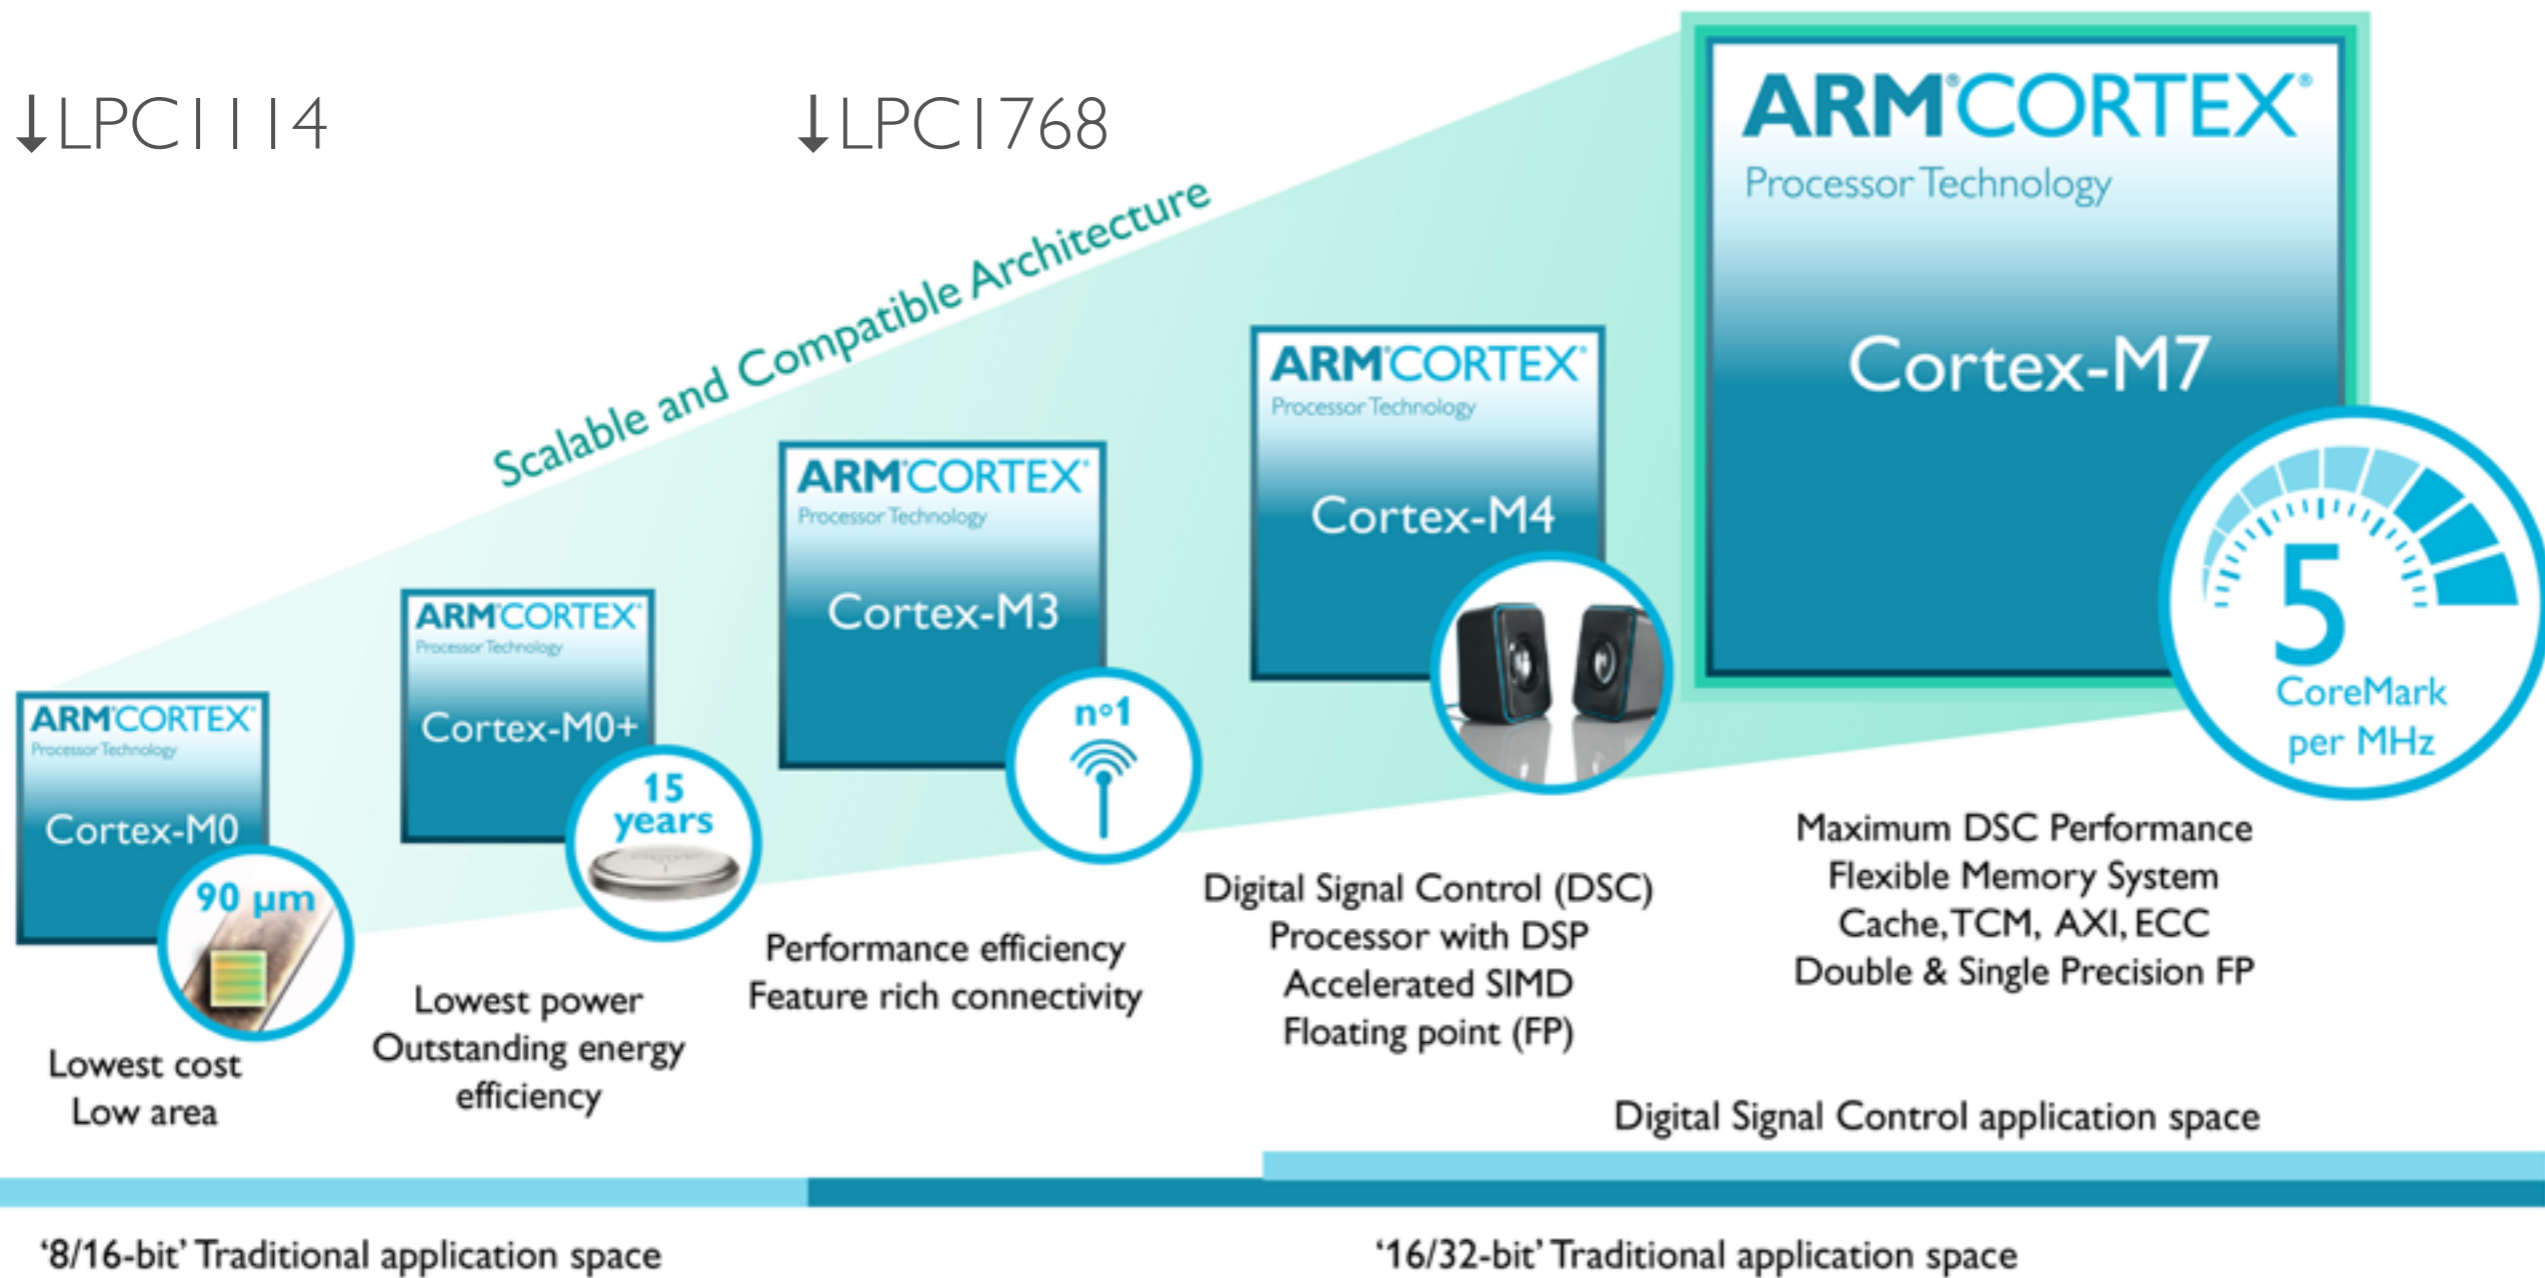 ↓LPC1114
↓LPC1768
Scalable and Compatible Architecture
ARM®CORTEX®
Processor Technology
Cortex-M0
90 µm
Lowest cost
Low area
ARM®CORTEX®
Processor Technology
Cortex-M0+
15
years
Lowest power
Outstanding energy
efficiency
ARM®CORTEX®
Processor Technology
Cortex-M3
nº1
Performance efficiency
Feature rich connectivity
ARM®CORTEX®
Processor Technology
Cortex-M4
Digital Signal Control (DSC)
Processor with DSP
Accelerated SIMD
Floating point (FP)
ARM®CORTEX®
Processor Technology
Cortex-M7
5
CoreMark
per MHz
Maximum DSC Performance
Flexible Memory System
Cache, TCM, AXI, ECC
Double & Single Precision FP
Digital Signal Control application space
‘8/16-bit’ Traditional application space
‘16/32-bit’ Traditional application space